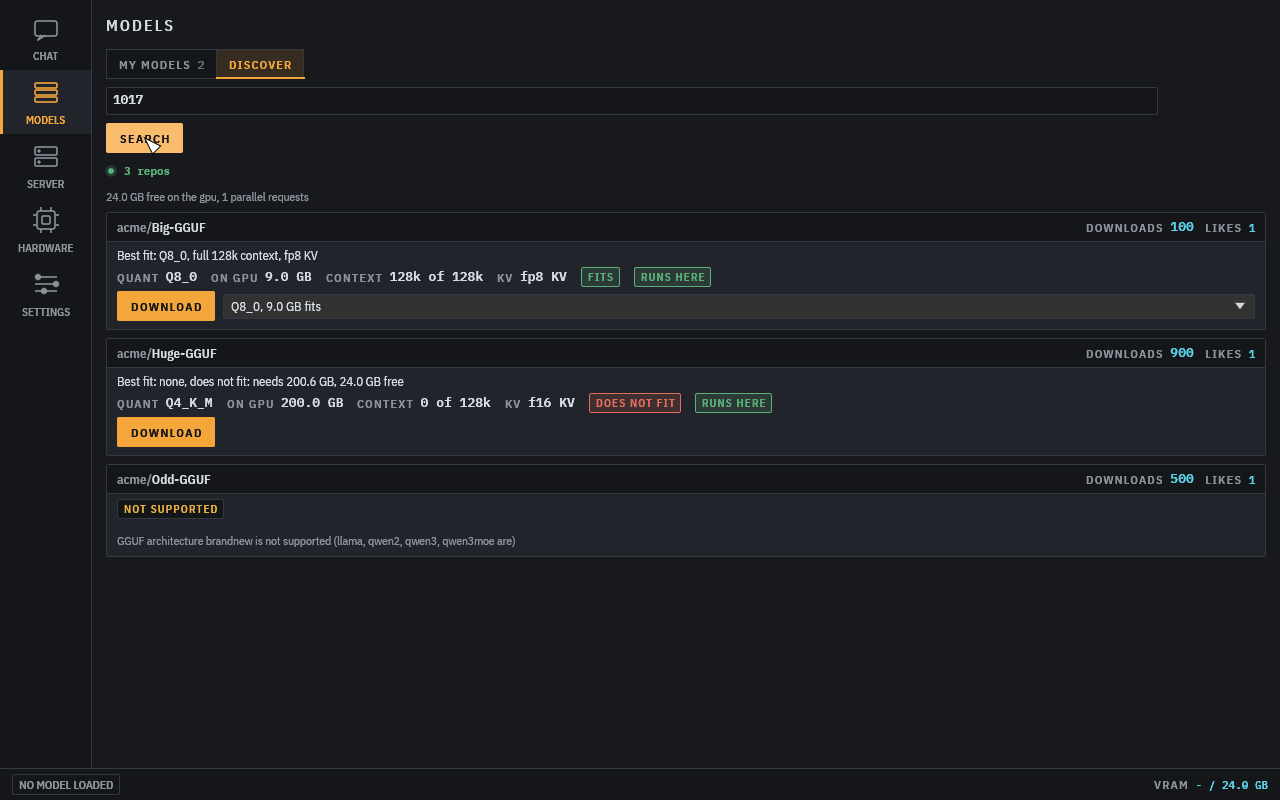 MODELS
CHAT
MODELS
SERVER
HARDWARE
SETTINGS
MY MODELS 2 DISCOVER
1017
SEARCH
3 repos
24.0 GB free on the gpu, 1 parallel requests
acme/Big-GGUF DOWNLOADS 100 LIKES 1
Best fit: Q8_0, full 128k context, fp8 KV
QUANT Q8_0 ON GPU 9.0 GB CONTEXT 128k of 128k KV fp8 KV FITS RUNS HERE
DOWNLOAD Q8_0, 9.0 GB fits
acme/Huge-GGUF DOWNLOADS 900 LIKES 1
Best fit: none, does not fit: needs 200.6 GB, 24.0 GB free
QUANT Q4_K_M ON GPU 200.0 GB CONTEXT 0 of 128k KV f16 KV DOES NOT FIT RUNS HERE
DOWNLOAD
acme/Odd-GGUF DOWNLOADS 500 LIKES 1
NOT SUPPORTED
GGUF architecture brandnew is not supported (llama, qwen2, qwen3, qwen3moe are)
NO MODEL LOADED VRAM - / 24.0 GB